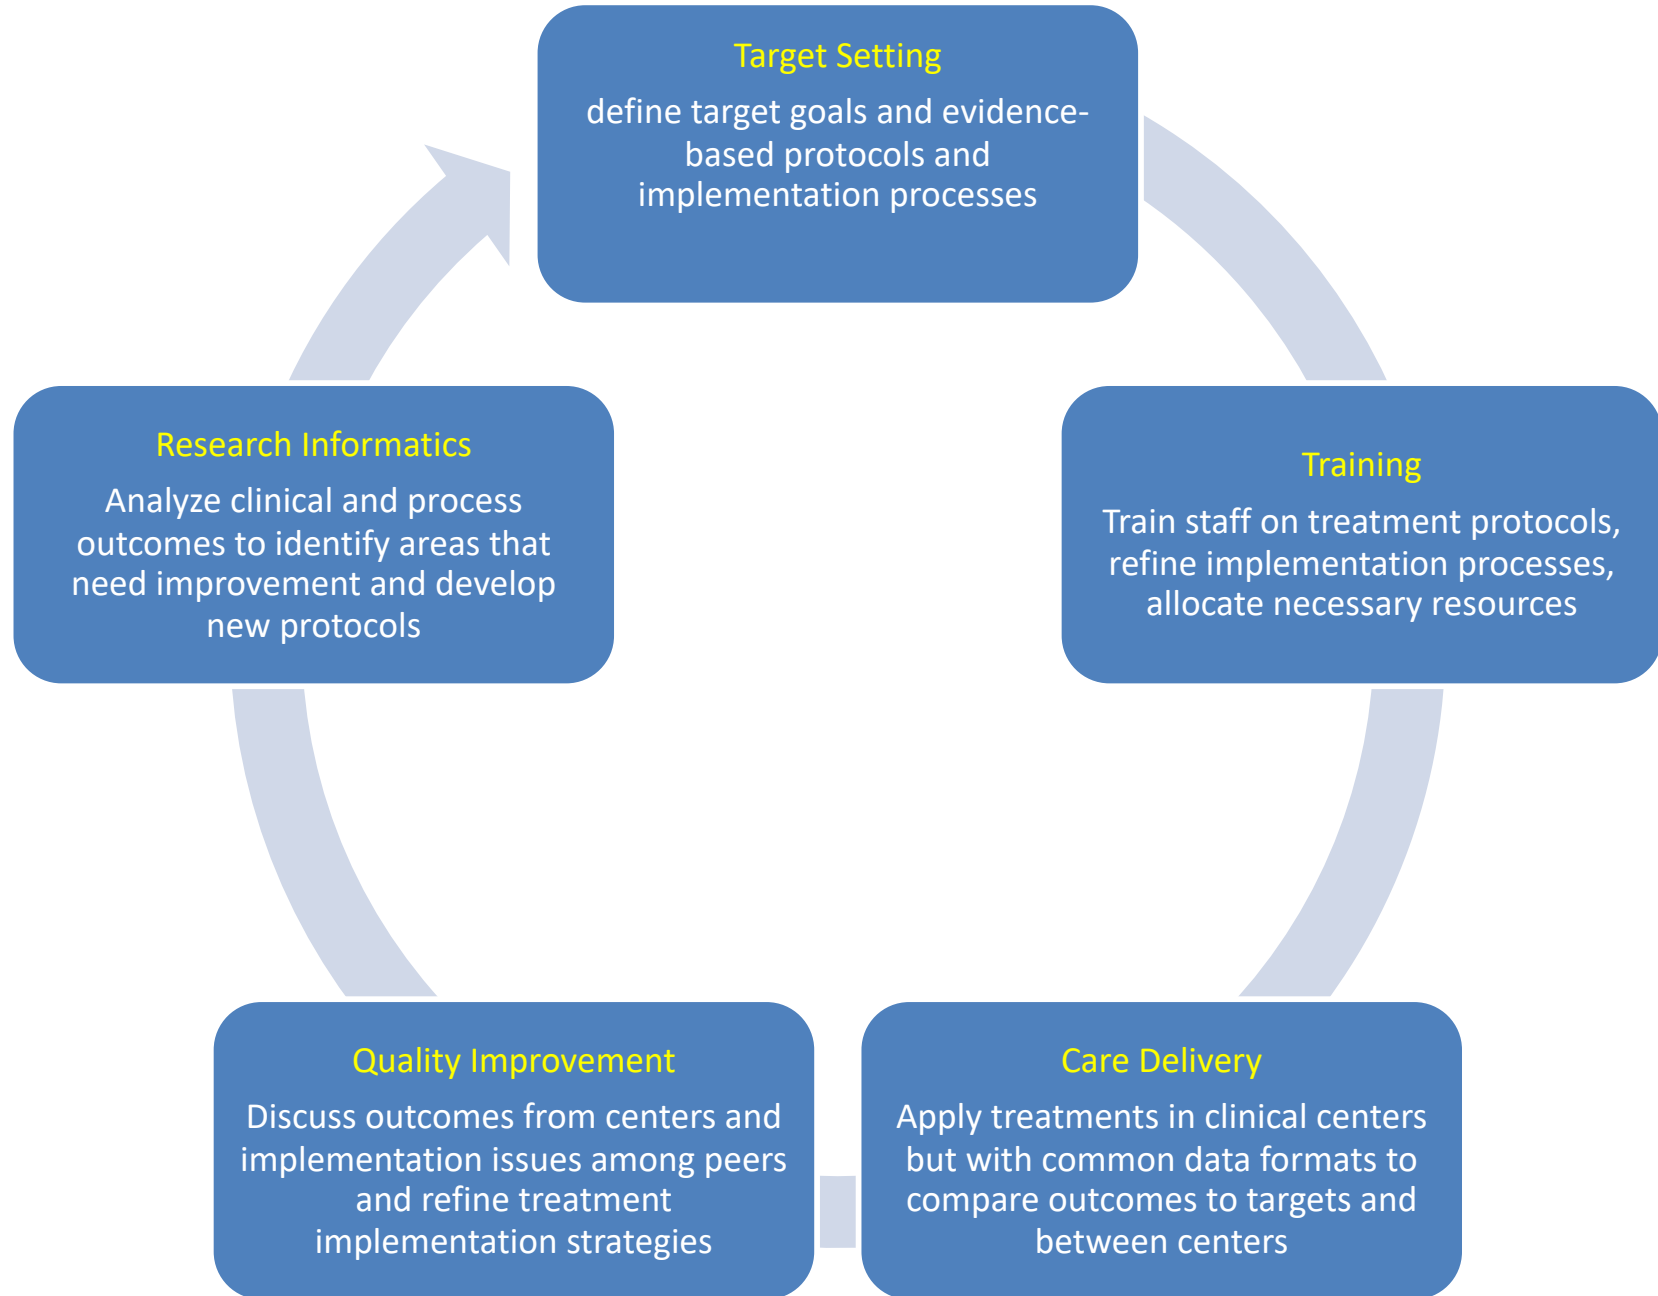 Target Setting
define target goals and evidence-
based protocols and
implementation processes
Training
Train staff on treatment protocols,
refine implementation processes,
allocate necessary resources
Care Delivery
Apply treatments in clinical centers
but with common data formats to
compare outcomes to targets and
between centers
Quality Improvement
Discuss outcomes from centers and
implementation issues among peers
and refine treatment
implementation strategies
Research Informatics
Analyze clinical and process
outcomes to identify areas that
need improvement and develop
new protocols